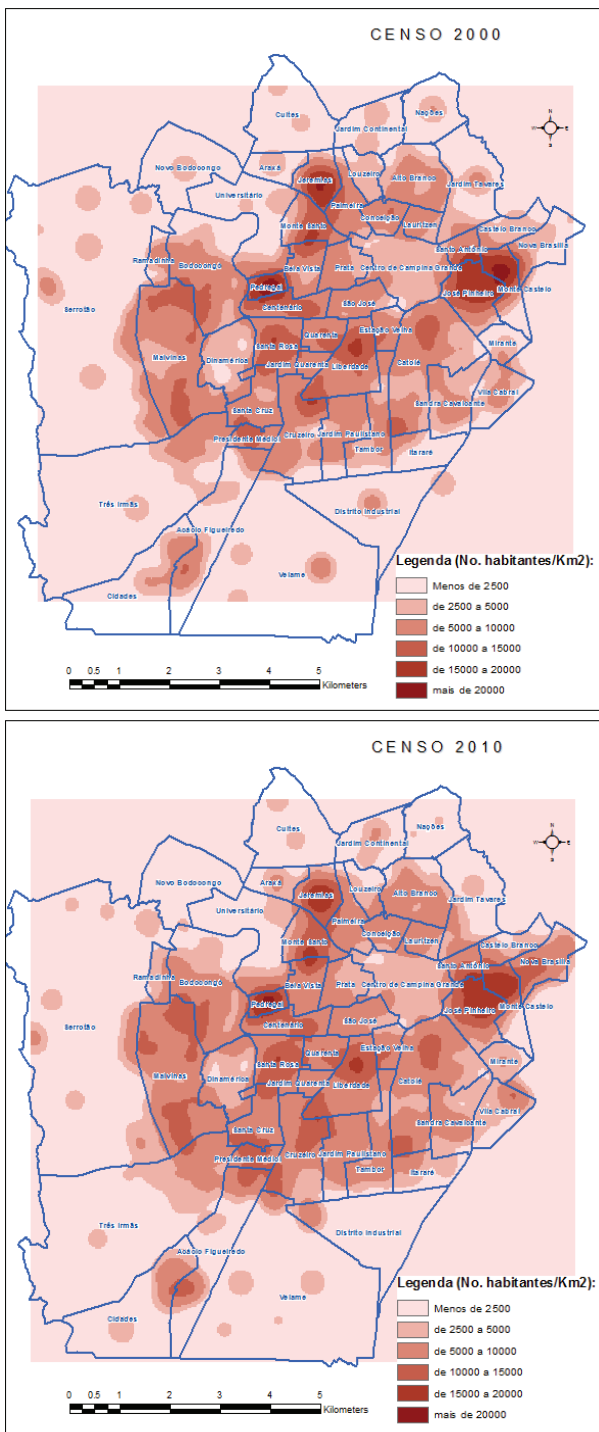 CENSO 2000
N
W E
S
Cuites
Nações
Jardim Continental
Novo Bodocongo
Araxá
Louzeiro
Jeremias
Alto Branco
Jardim Tavares
Universitário
Palmeira
Conceição
Monte Santo
Lauritzen
Castelo Branco
Santo Antônio
Nova Brasília
Ramadinha
Bodocongó
Bela Vista
Prata
Centro de Campina Grande
Serrotão
Pedregal
José Pinheiro
Monte Castelo
Centenário
São José
Quarenta
Estação Velha
Santa Rosa
Mirante
Malvinas
Dinamérica
Jardim Quarenta
Liberdade
Catolé
Vila Cabral
Sandra Cavalcante
Santa Cruz
Presidente Médici
Cruzeiro
Jardim Paulistano
Tambor
Itararé
Três Irmãs
Distrito Industrial
Acácio Figueiredo
Velame
Cidades
Legenda (No. habitantes/Km2):
Menos de 2500
de 2500 a 5000
de 5000 a 10000
de 10000 a 15000
de 15000 a 20000
mais de 20000
0 0.5 1 2 3 4 5
Kilometers
CENSO 2010
N
W E
S
Cuites
Nações
Jardim Continental
Novo Bodocongo
Araxá
Louzeiro
Jeremias
Alto Branco
Jardim Tavares
Universitário
Palmeira
Conceição
Monte Santo
Lauritzen
Castelo Branco
Santo Antônio
Nova Brasília
Ramadinha
Bodocongó
Bela Vista
Prata
Centro de Campina Grande
Serrotão
Pedregal
José Pinheiro
Monte Castelo
Centenário
São José
Quarenta
Estação Velha
Santa Rosa
Mirante
Malvinas
Dinamérica
Jardim Quarenta
Liberdade
Catolé
Vila Cabral
Sandra Cavalcante
Santa Cruz
Presidente Médici
Cruzeiro
Jardim Paulistano
Tambor
Itararé
Três Irmãs
Distrito Industrial
Acácio Figueiredo
Velame
Cidades
Legenda (No. habitantes/Km2):
Menos de 2500
de 2500 a 5000
de 5000 a 10000
de 10000 a 15000
de 15000 a 20000
mais de 20000
0 0.5 1 2 3 4 5
Kilometers